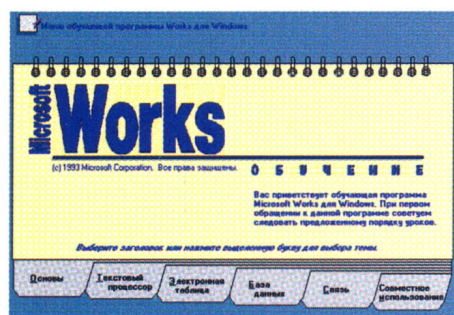 Меню обучающей программы Works для Windows
Microsoft Works
(c) 1993 Microsoft Corporation. Все права защищены.
ОБУЧЕНИЕ
Вас приветствует обучающая программа
Microsoft Works для Windows. При первом
обращении к данной программе советуем
следовать предложенному порядку уроков.
Выберите заголовок или нажмите выделенную букву для выбора темы.
Основы
Текстовый
процессор
Электронная
таблица
База
данных
Связь
Совместное
использование